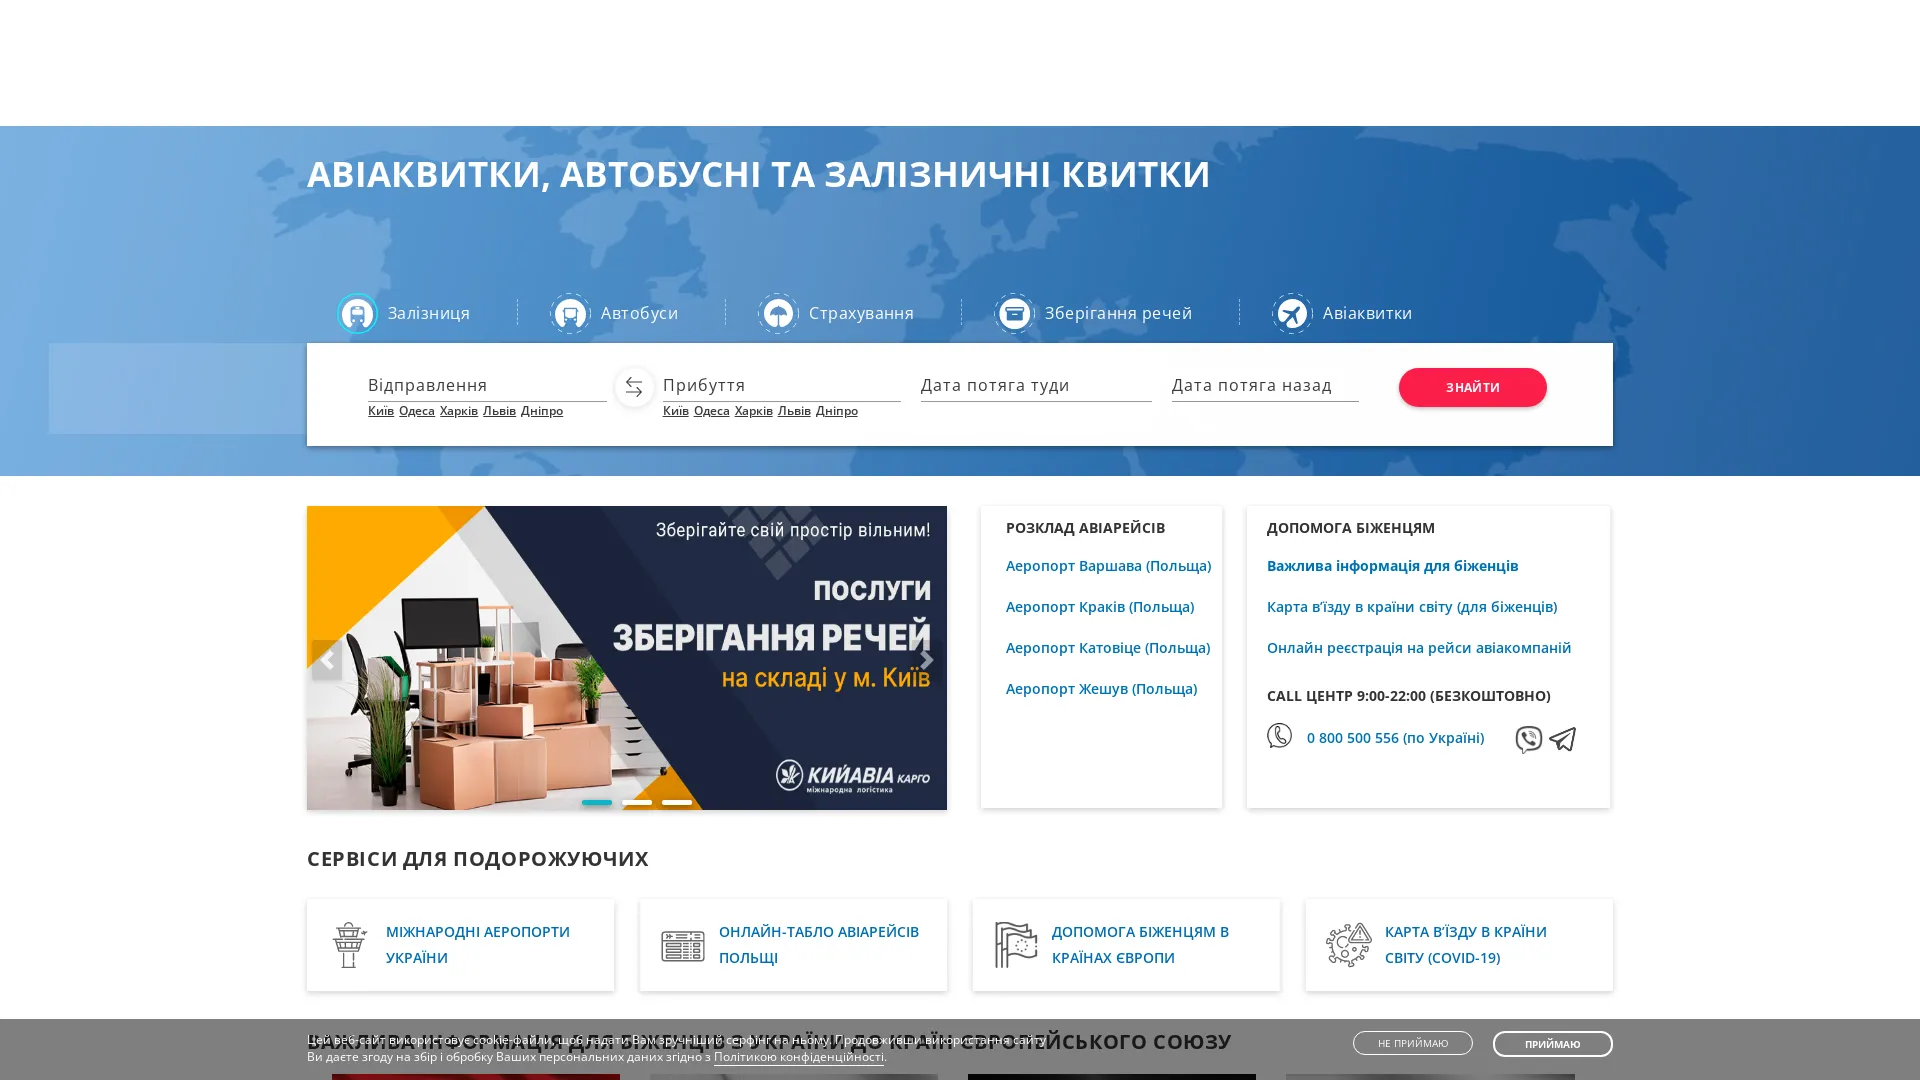 АВІАКВИТКИ, АВТОБУСНІ ТА ЗАЛІЗНИЧНІ КВИТКИ
Залізниця
Автобуси
Страхування
Зберігання речей
Авіаквитки
Відправлення
Прибуття
Дата потяга туди
Дата потяга назад
ЗНАЙТИ
Київ Одеса Харків Львів Дніпро
Київ Одеса Харків Львів Дніпро
Зберігайте свій простір вільним!
ПОСЛУГИ
ЗБЕРІГАННЯ РЕЧЕЙ
на складі у м. Київ
КИЙАВІА КАРГО
міжнародна логістика
РОЗКЛАД АВІАРЕЙСІВ
Аеропорт Варшава (Польща)
Аеропорт Краків (Польща)
Аеропорт Катовіце (Польща)
Аеропорт Жешув (Польща)
ДОПОМОГА БІЖЕНЦЯМ
Важлива інформація для біженців
Карта в’їзду в країни світу (для біженців)
Онлайн реєстрація на рейси авіакомпаній
CALL ЦЕНТР 9:00-22:00 (БЕЗКОШТОВНО)
0 800 500 556 (по Україні)
СЕРВІСИ ДЛЯ ПОДОРОЖУЮЧИХ
МІЖНАРОДНІ АЕРОПОРТИ
УКРАЇНИ
ОНЛАЙН-ТАБЛО АВІАРЕЙСІВ
ПОЛЬЩІ
ДОПОМОГА БІЖЕНЦЯМ В
КРАЇНАХ ЄВРОПИ
КАРТА В’ЇЗДУ В КРАЇНИ
СВІТУ (COVID-19)
ВАЖЛИВА ІНФОРМАЦІЯ ДЛЯ БІЖЕНЦІВ З УКРАЇНИ ДО КРАЇН ЄВРОПЕЙСЬКОГО СОЮЗУ
Цей веб-сайт використовує cookie-файли, щоб надати Вам зручніший серфінг на ньому. Продовживши використання сайту
Ви даєте згоду на збір і обробку Ваших персональних даних згідно з Політикою конфіденційності.
НЕ ПРИЙМАЮ
ПРИЙМАЮ